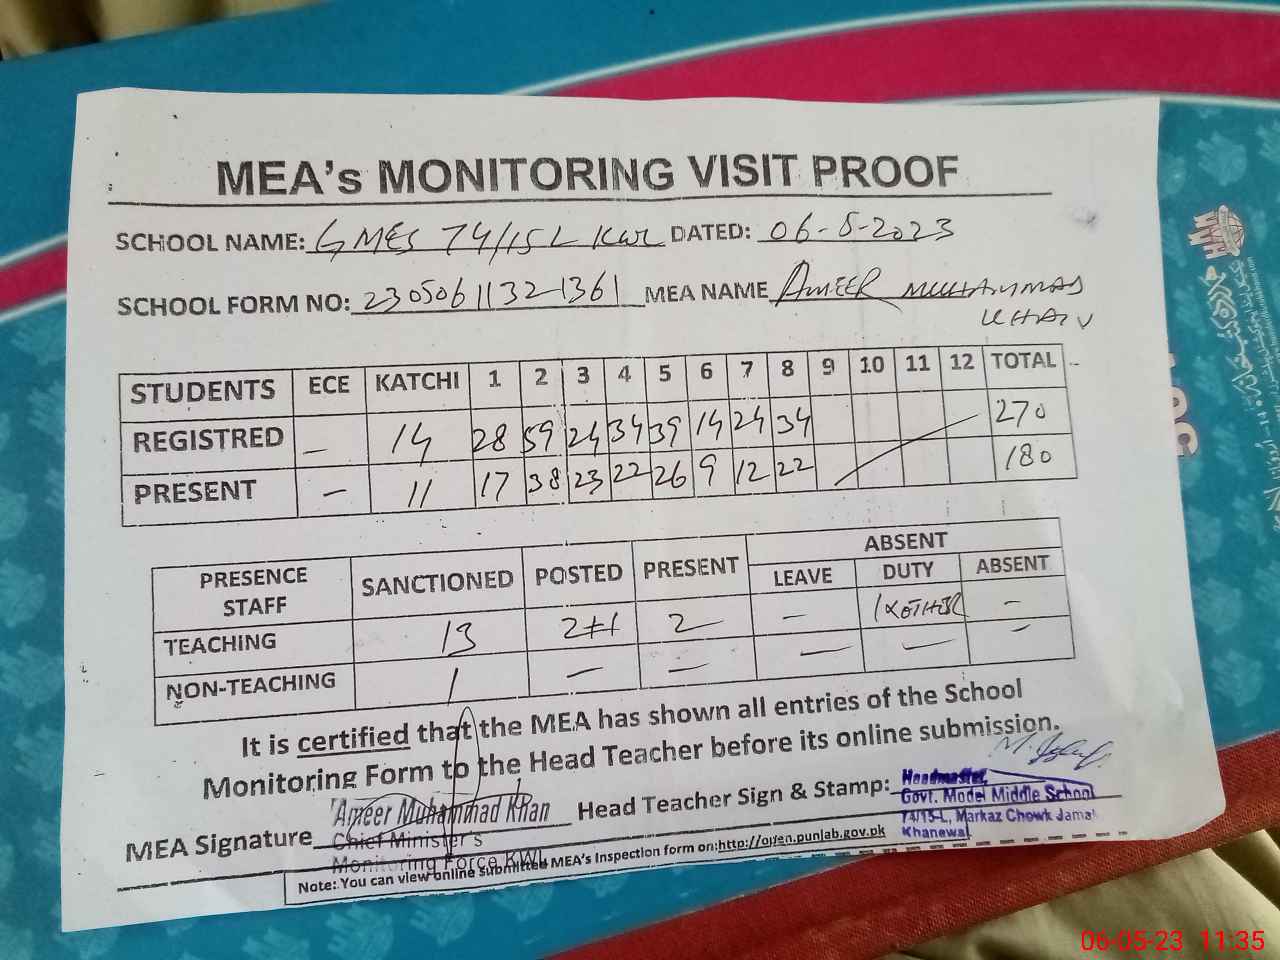 MEA's MONITORING VISIT PROOF
SCHOOL NAME: GMES 74/15L KWL DATED: 06-5-2023
SCHOOL FORM NO: 23050611321361 MEA NAME AMEER MUHAMMAD
KHAN
STUDENTS ECE KATCHI 1 2 3 4 5 6 7 8 9 10 11 12 TOTAL
REGISTRED — 14 28 59 24 34 39 14 24 34 270
PRESENT — 11 17 38 23 22 26 9 12 22 180
ABSENT
PRESENCE STAFF SANCTIONED POSTED PRESENT LEAVE DUTY ABSENT
TEACHING 13 2+1 2 — —
NON-TEACHING 1 — — — — —
It is certified that the MEA has shown all entries of the School
Monitoring Form to the Head Teacher before its online submission.
MEA Signature Ameer Muhammad Khan Head Teacher Sign & Stamp: Headmaster
Chief Minister's Govt. Model Middle School
Monitoring Force KWL 74/15-L, Markaz Chowk Jamal
Khanewal
Note: You can view online submitted MEA's Inspection form on:http://open.punjab.gov.pk
06-05-23 11:35